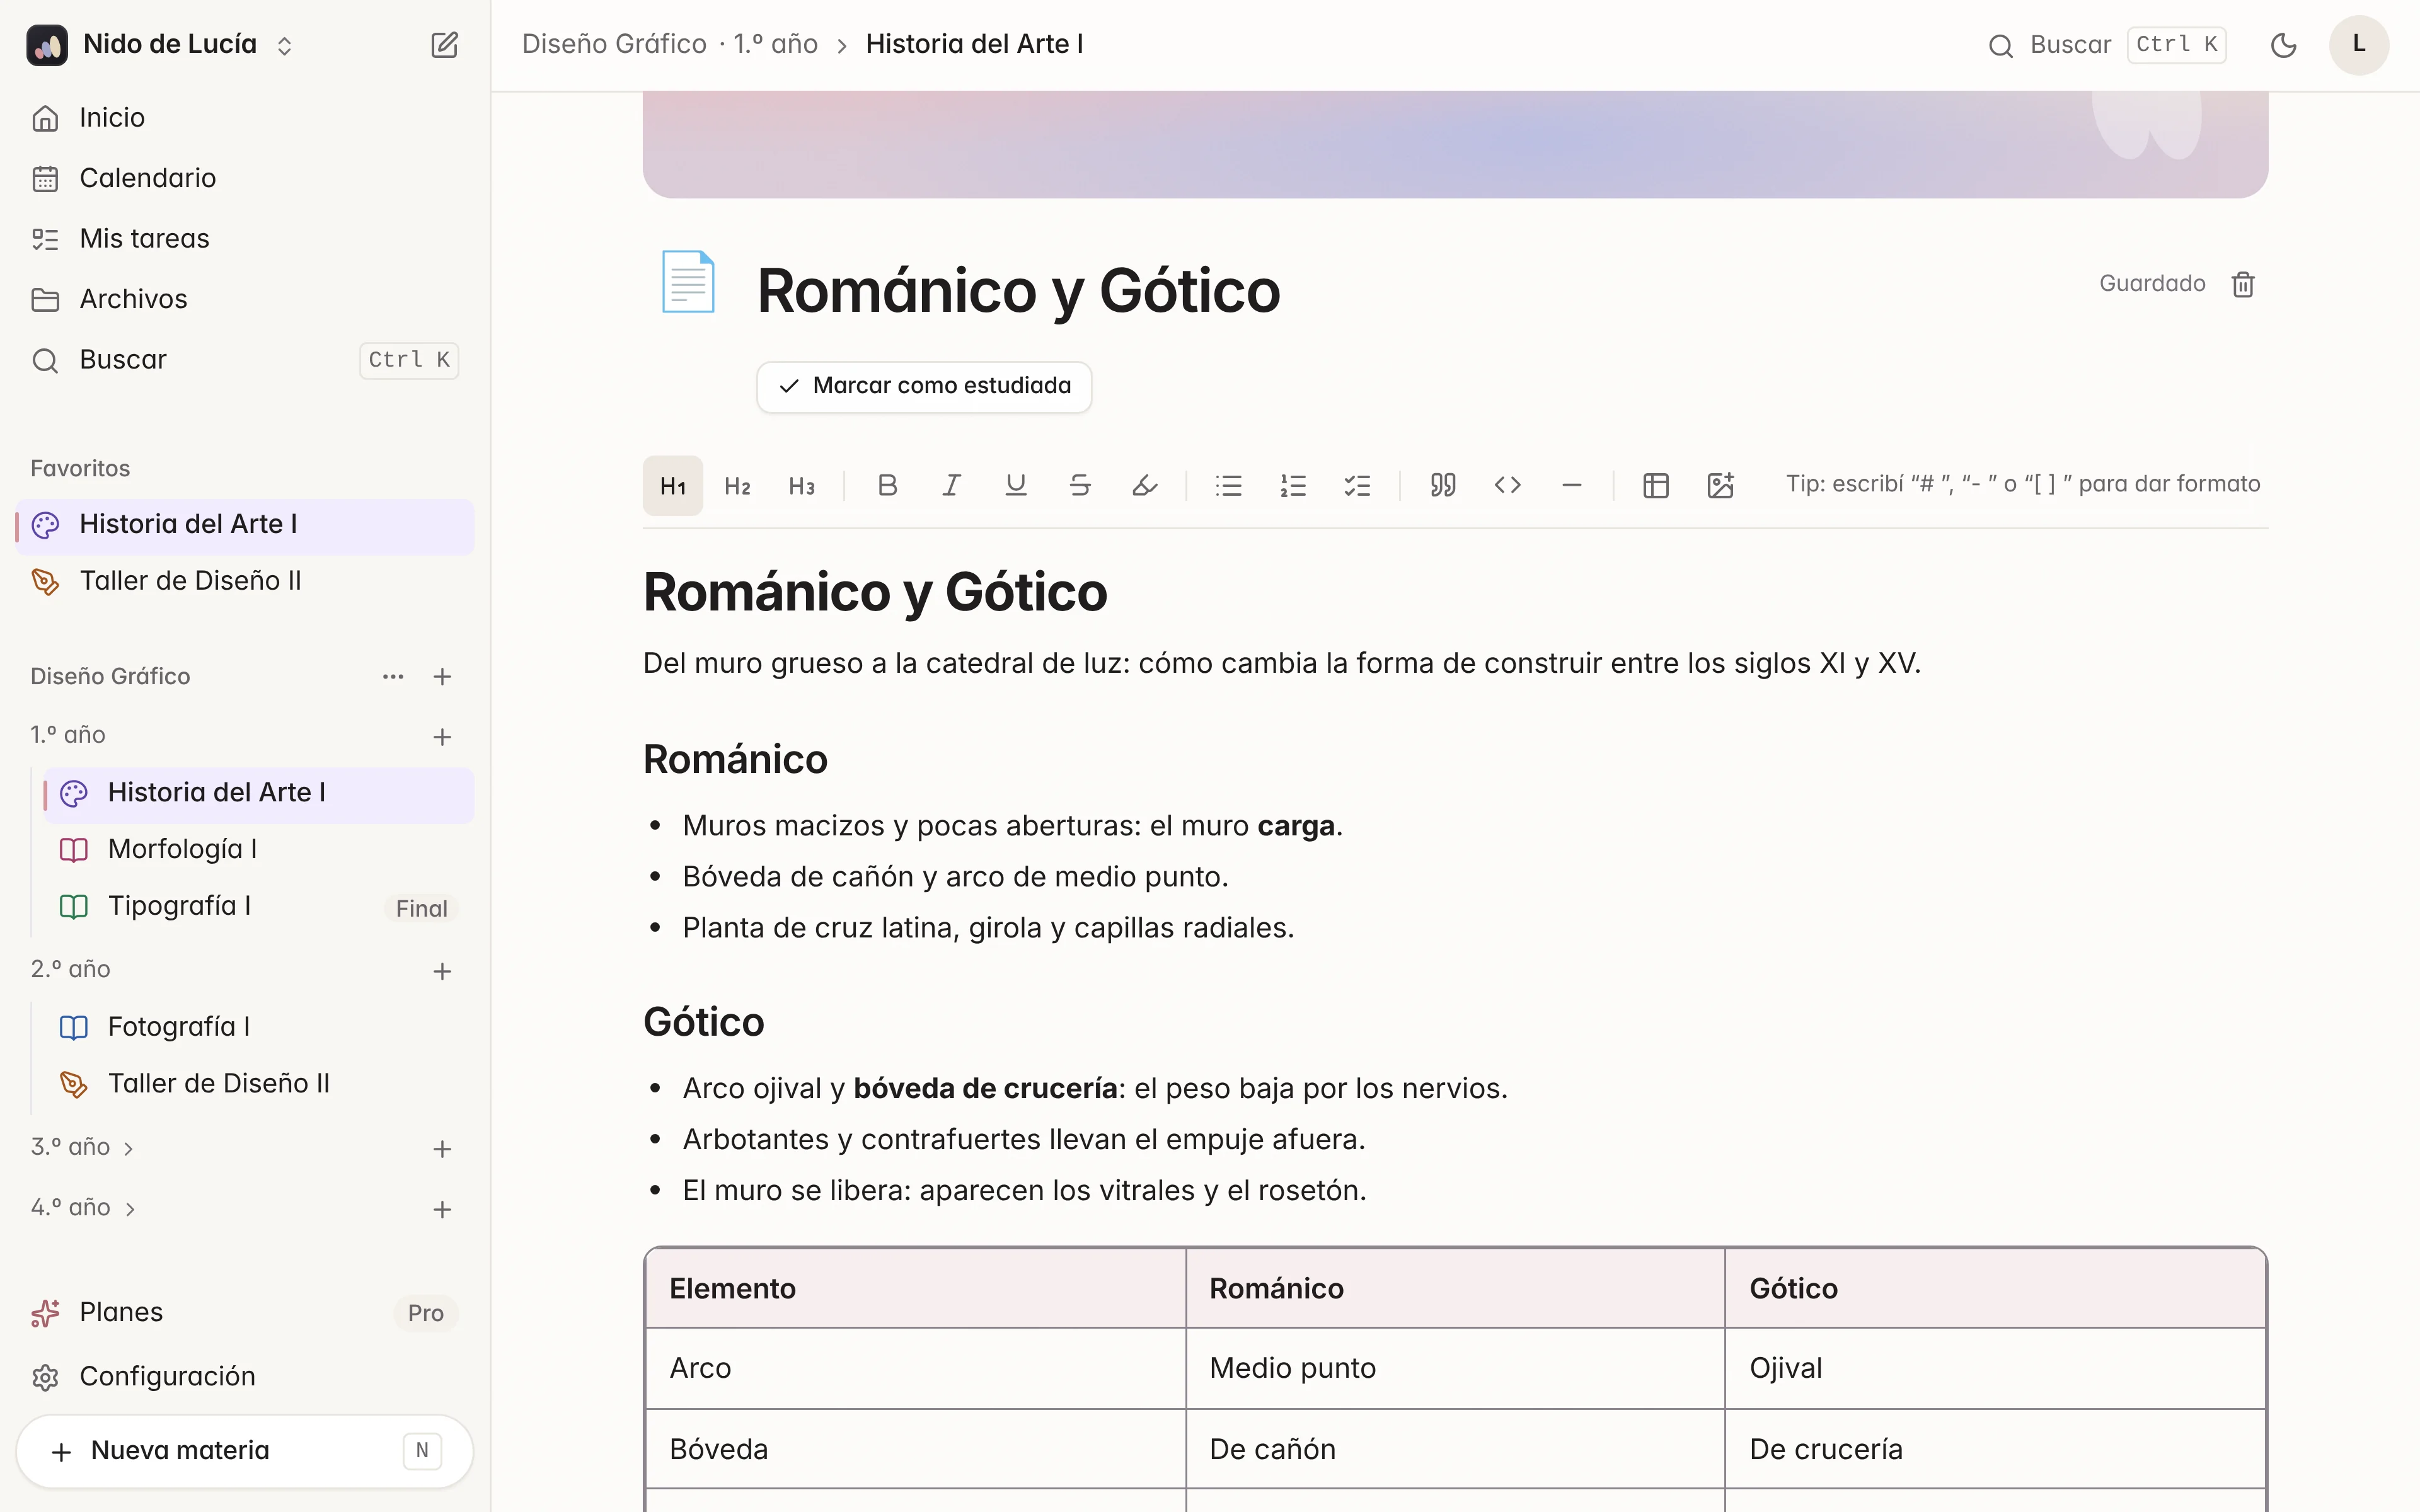 Nido de Lucía
Inicio
Calendario
Mis tareas
Archivos
Buscar Ctrl K
Favoritos
Historia del Arte I
Taller de Diseño II
Diseño Gráfico
1.º año
Historia del Arte I
Morfología I
Tipografía I Final
2.º año
Fotografía I
Taller de Diseño II
3.º año
4.º año
Planes Pro
Configuración
Nueva materia N
Diseño Gráfico · 1.º año › Historia del Arte I
Buscar Ctrl K
L
Románico y Gótico
Guardado
Marcar como estudiada
H1 H2 H3 B I U S
Tip: escribí “# ”, “- ” o “[ ] ” para dar formato
Románico y Gótico
Del muro grueso a la catedral de luz: cómo cambia la forma de construir entre los siglos XI y XV.
Románico
• Muros macizos y pocas aberturas: el muro carga.
• Bóveda de cañón y arco de medio punto.
• Planta de cruz latina, girola y capillas radiales.
Gótico
• Arco ojival y bóveda de crucería: el peso baja por los nervios.
• Arbotantes y contrafuertes llevan el empuje afuera.
• El muro se libera: aparecen los vitrales y el rosetón.
Elemento Románico Gótico
Arco Medio punto Ojival
Bóveda De cañón De crucería